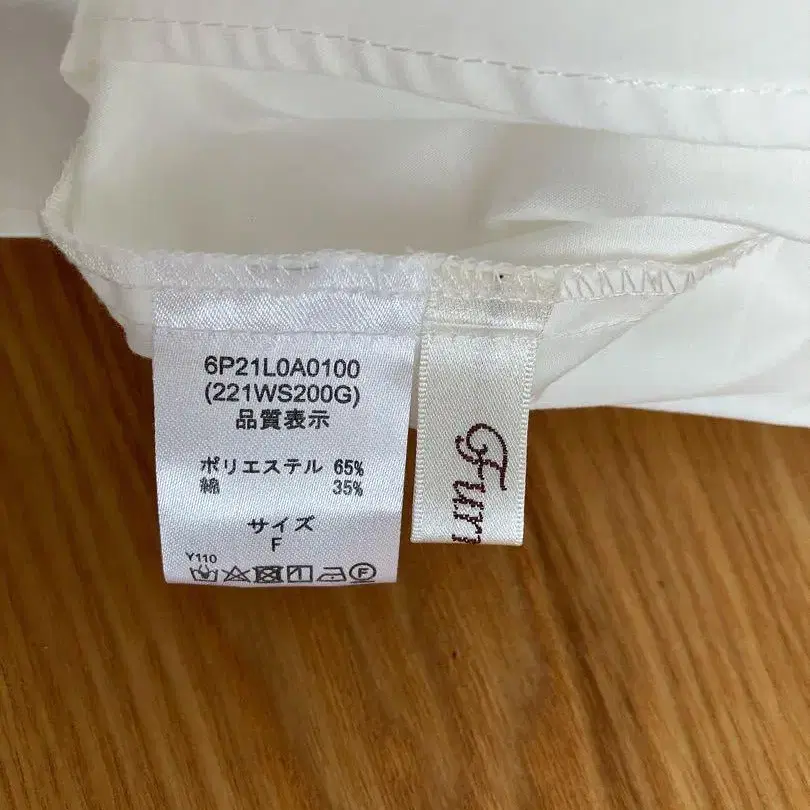 6P21L0A0100
(221WS200G)
品質表示
ポリエステル 65%
綿 35%
サイズ
F
Y110
F
Fur